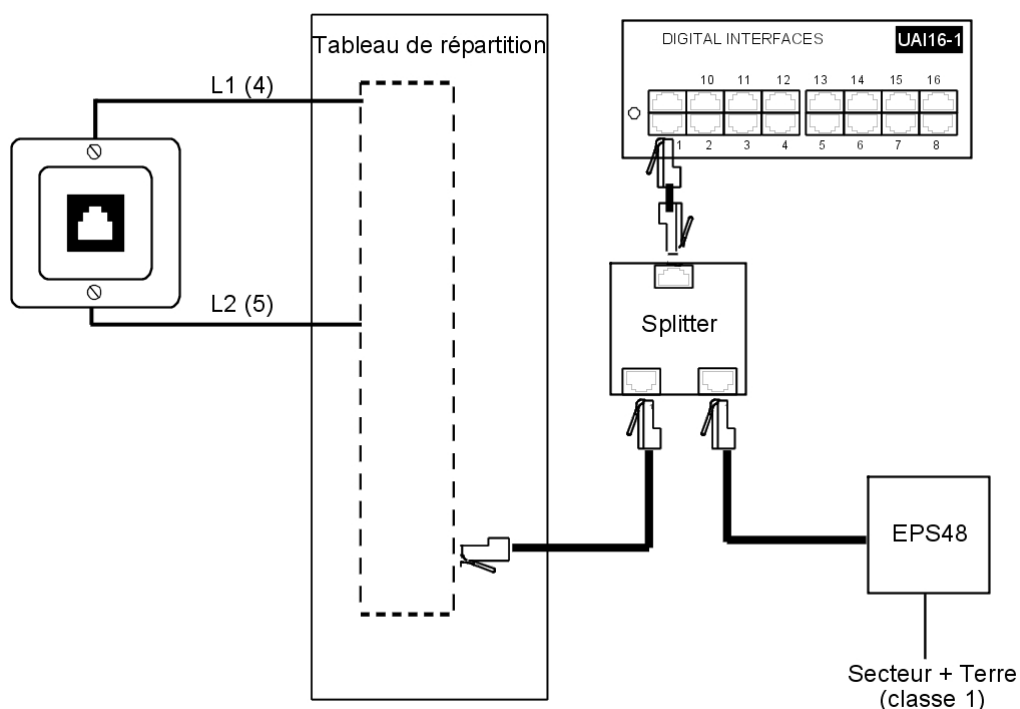 Tableau de répartition
L1 (4)
L2 (5)
DIGITAL INTERFACES
UAI16-1
10 11 12 13 14 15 16
1 2 3 4 5 6 7 8
Splitter
EPS48
Secteur + Terre
(classe 1)